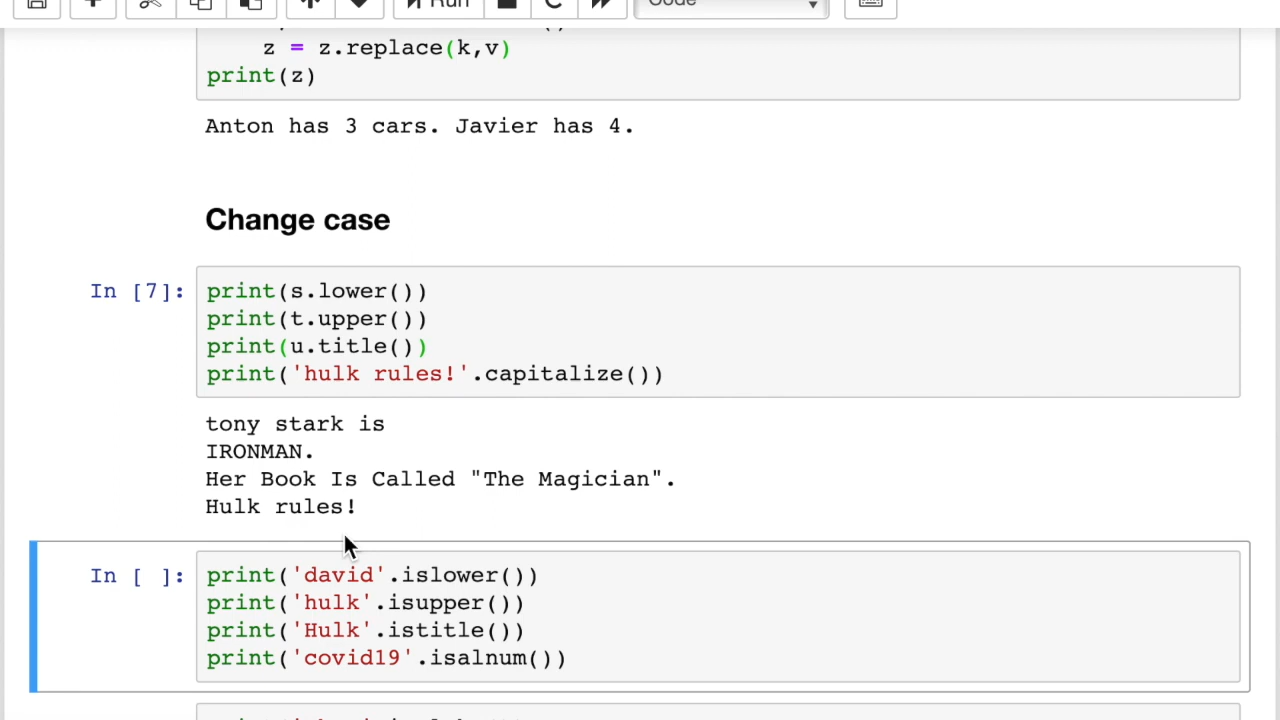 Run
Code
z = z.replace(k,v)
print(z)
Anton has 3 cars. Javier has 4.
Change case
In [7]:
print(s.lower())
print(t.upper())
print(u.title())
print('hulk rules!'.capitalize())
tony stark is
IRONMAN.
Her Book Is Called "The Magician".
Hulk rules!
In [ ]:
print('david'.islower())
print('hulk'.isupper())
print('Hulk'.istitle())
print('covid19'.isalnum())